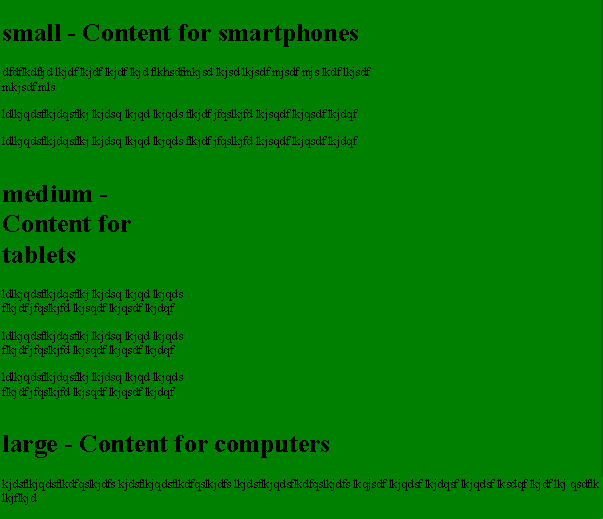 small - Content for smartphones
dfdflkdfjd lkjdf lkjdf lkjdf lkjd flkhsdfmkjsd lkjsd lkjsdf mjsdf mjs lkdf lkjsdf
mkjsdf mls
ldlkjqdsflkjdqsflkj lkjdsq lkjqd lkjqds flkjdf jfqslkjfd lkjsqdf lkjqsdf lkjdqf
ldlkjqdsflkjdqsflkj lkjdsq lkjqd lkjqds flkjdf jfqslkjfd lkjsqdf lkjqsdf lkjdqf
medium -
Content for
tablets
ldlkjqdsflkjdqsflkj lkjdsq lkjqd lkjqds
flkjdf jfqslkjfd lkjsqdf lkjqsdf lkjdqf
ldlkjqdsflkjdqsflkj lkjdsq lkjqd lkjqds
flkjdf jfqslkjfd lkjsqdf lkjqsdf lkjdqf
ldlkjqdsflkjdqsflkj lkjdsq lkjqd lkjqds
flkjdf jfqslkjfd lkjsqdf lkjqsdf lkjdqf
large - Content for computers
kjdsflkjqdsflkdfqslkjdfs kjdsflkjqdsflkdfqslkjdfs lkjdsflkjqdsflkdfqslkjdfs lkqjsdf lkjqdsf lkjdqsf lkjqdsf lksdqf lkjdf lkj qsdflk
lkjflkjd